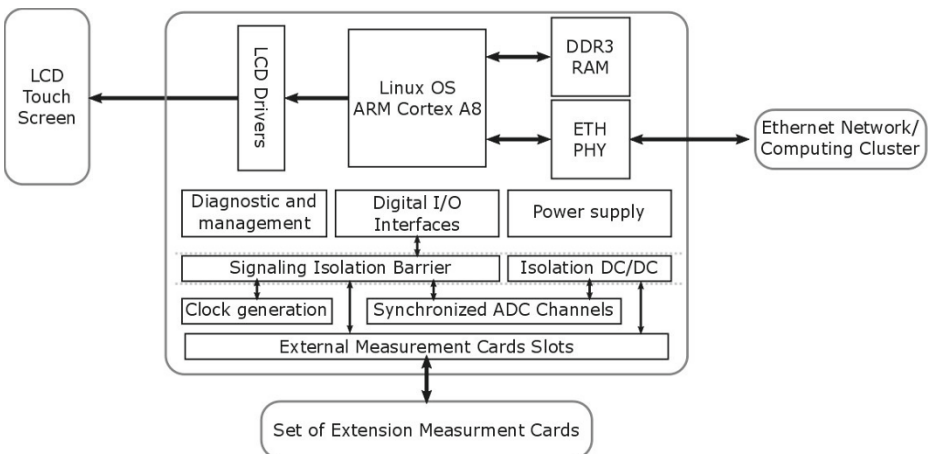 LCD
Touch
Screen
LCD Drivers
Linux OS
ARM Cortex A8
DDR3
RAM
ETH
PHY
Ethernet Network/
Computing Cluster
Diagnostic and
management
Digital I/O
Interfaces
Power supply
Signaling Isolation Barrier
Isolation DC/DC
Clock generation
Synchronized ADC Channels
External Measurement Cards Slots
Set of Extension Measurment Cards